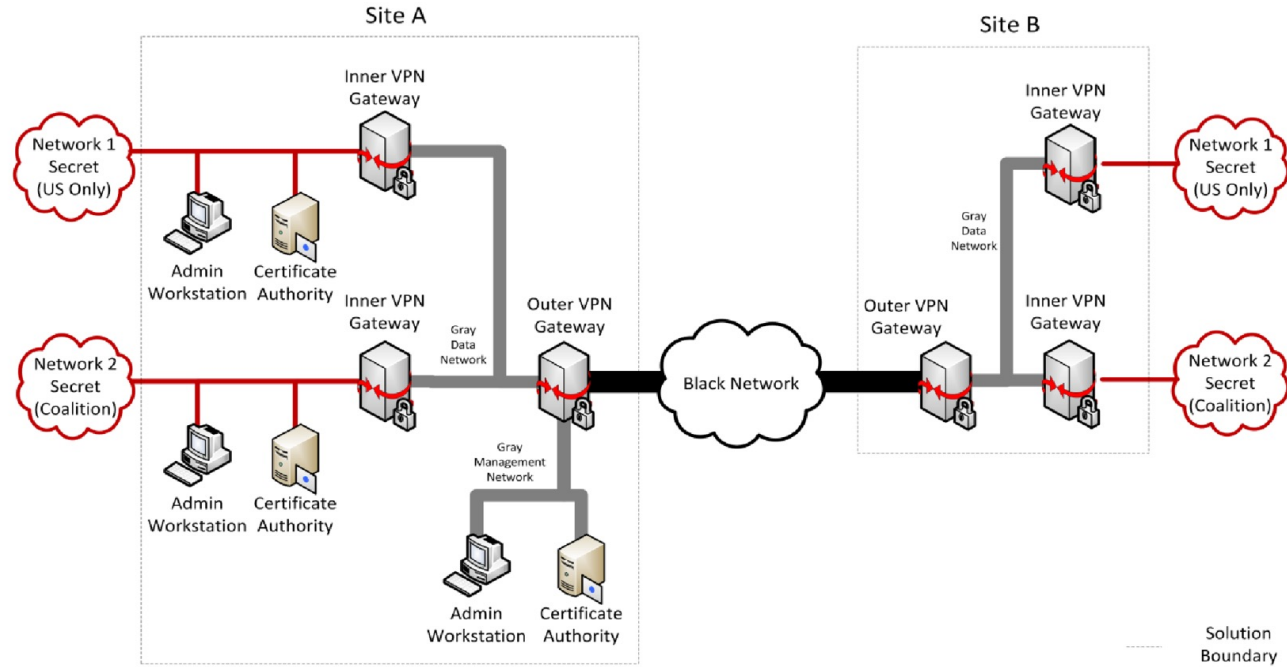 Site A
Site B
Inner VPN
Gateway
Inner VPN
Gateway
Network 1
Secret
(US Only)
Network 1
Secret
(US Only)
Gray
Data
Network
Admin
Workstation
Certificate
Authority
Inner VPN
Gateway
Outer VPN
Gateway
Outer VPN
Gateway
Inner VPN
Gateway
Gray
Data
Network
Network 2
Secret
(Coalition)
Black Network
Network 2
Secret
(Coalition)
Gray
Management
Network
Admin
Workstation
Certificate
Authority
Admin
Workstation
Certificate
Authority
Solution
Boundary